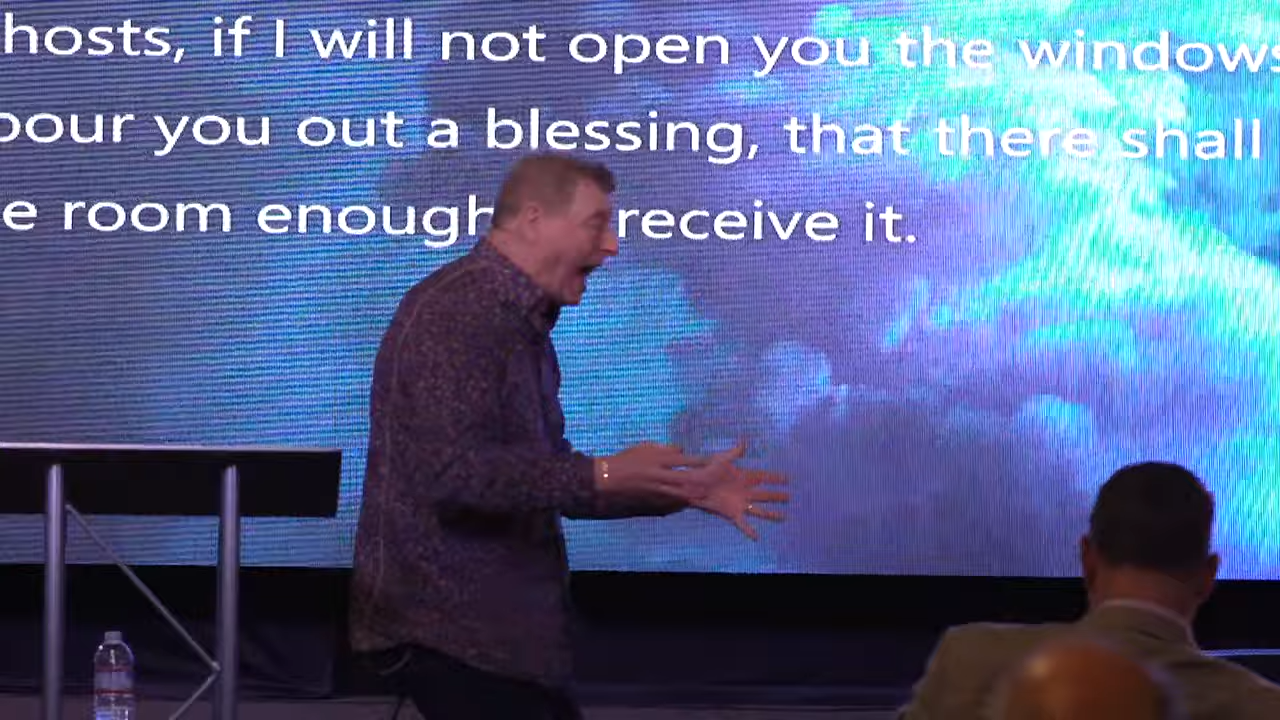 hosts, if I will not open you the windows
pour you out a blessing, that there shall
e room enough receive it.